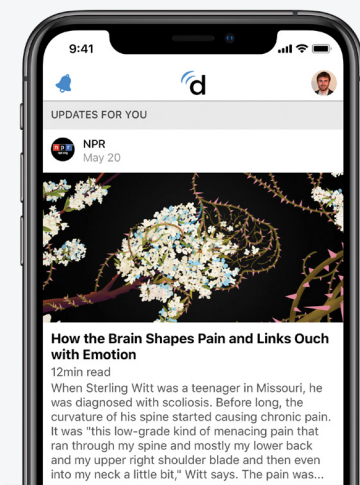 9:41
d
UPDATES FOR YOU
npr
NPR
May 20
How the Brain Shapes Pain and Links Ouch
with Emotion
12min read
When Sterling Witt was a teenager in Missouri, he
was diagnosed with scoliosis. Before long, the
curvature of his spine started causing chronic pain.
It was "this low-grade kind of menacing pain that
ran through my spine and mostly my lower back
and my upper right shoulder blade and then even
into my neck a little bit," Witt says. The pain was...